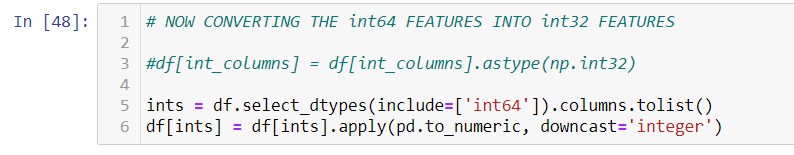 In [48]:
1 # NOW CONVERTING THE int64 FEATURES INTO int32 FEATURES
2
3 #df[int_columns] = df[int_columns].astype(np.int32)
4
5 ints = df.select_dtypes(include=['int64']).columns.tolist()
6 df[ints] = df[ints].apply(pd.to_numeric, downcast='integer')